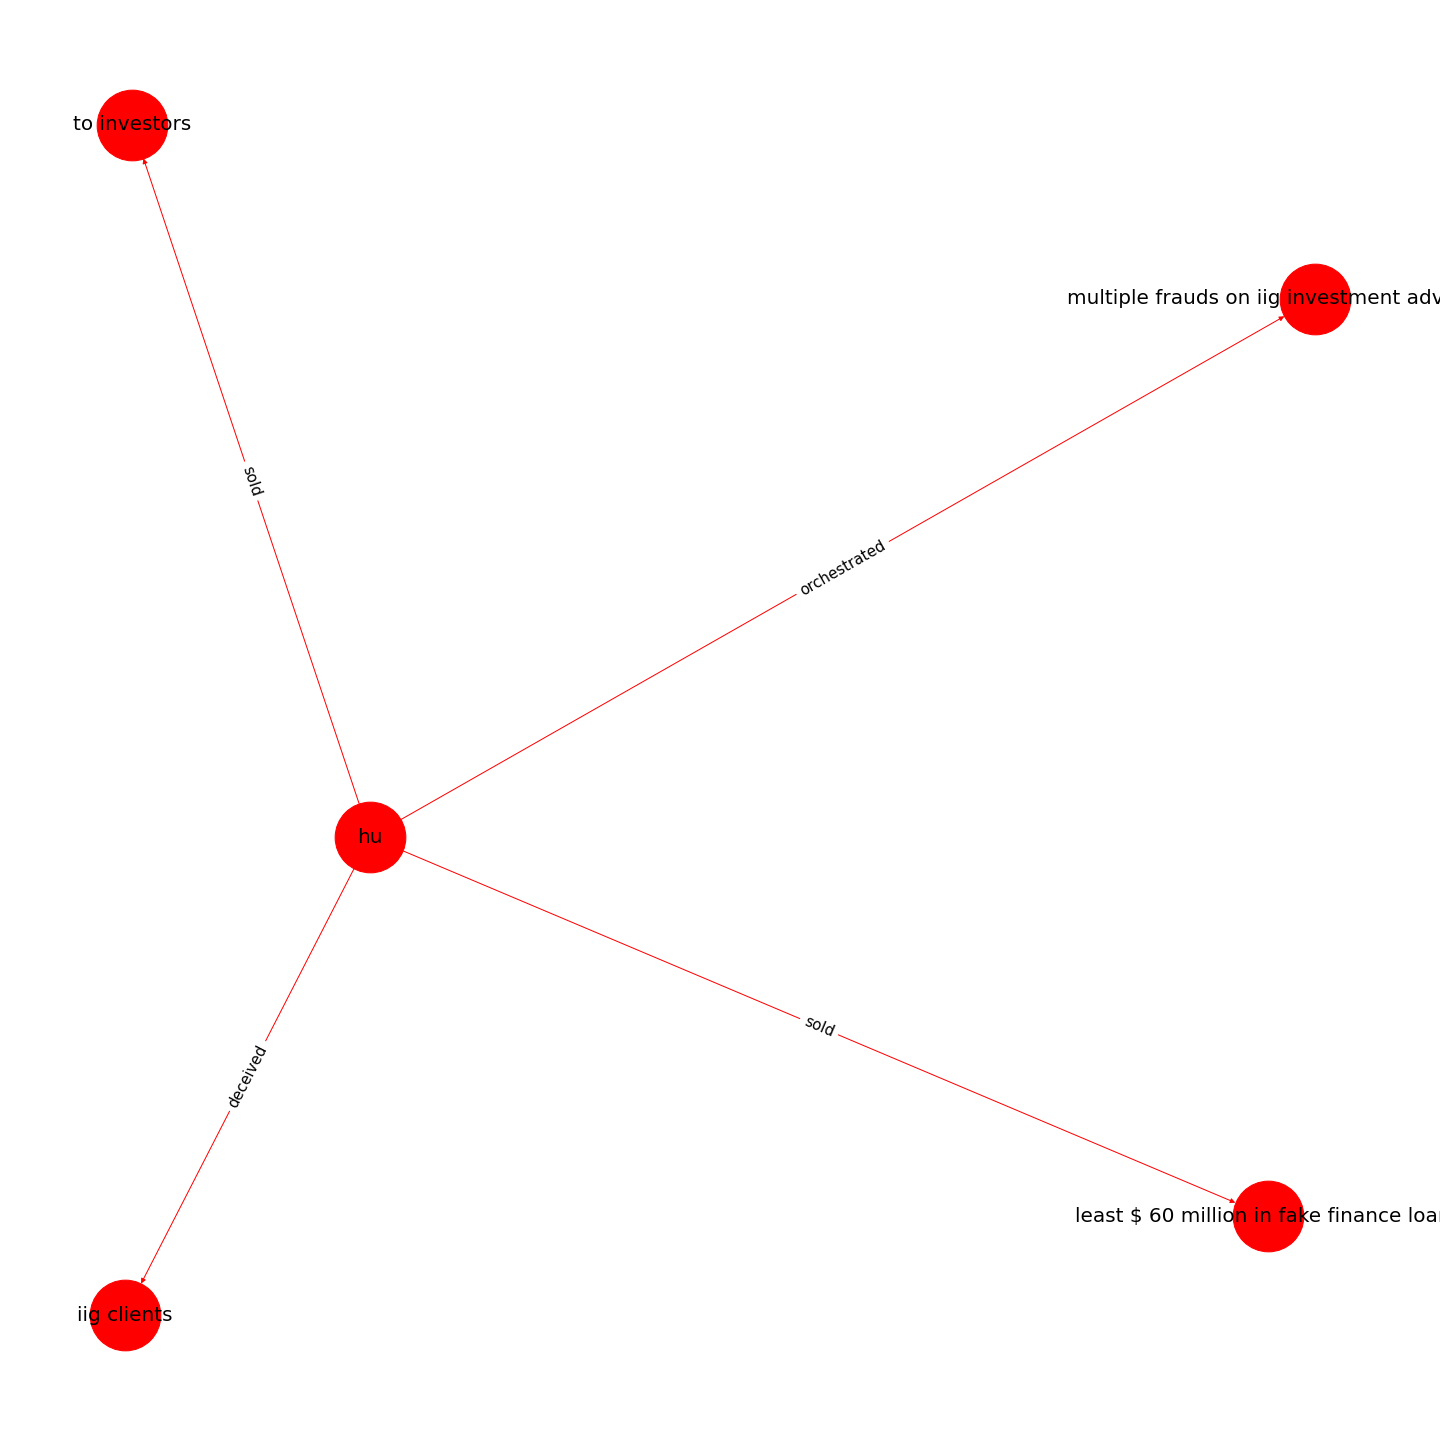 to investors
multiple frauds on iig investment adv
sold
orchestrated
hu
sold
deceived
least $ 60 million in fake finance loa
iig clients